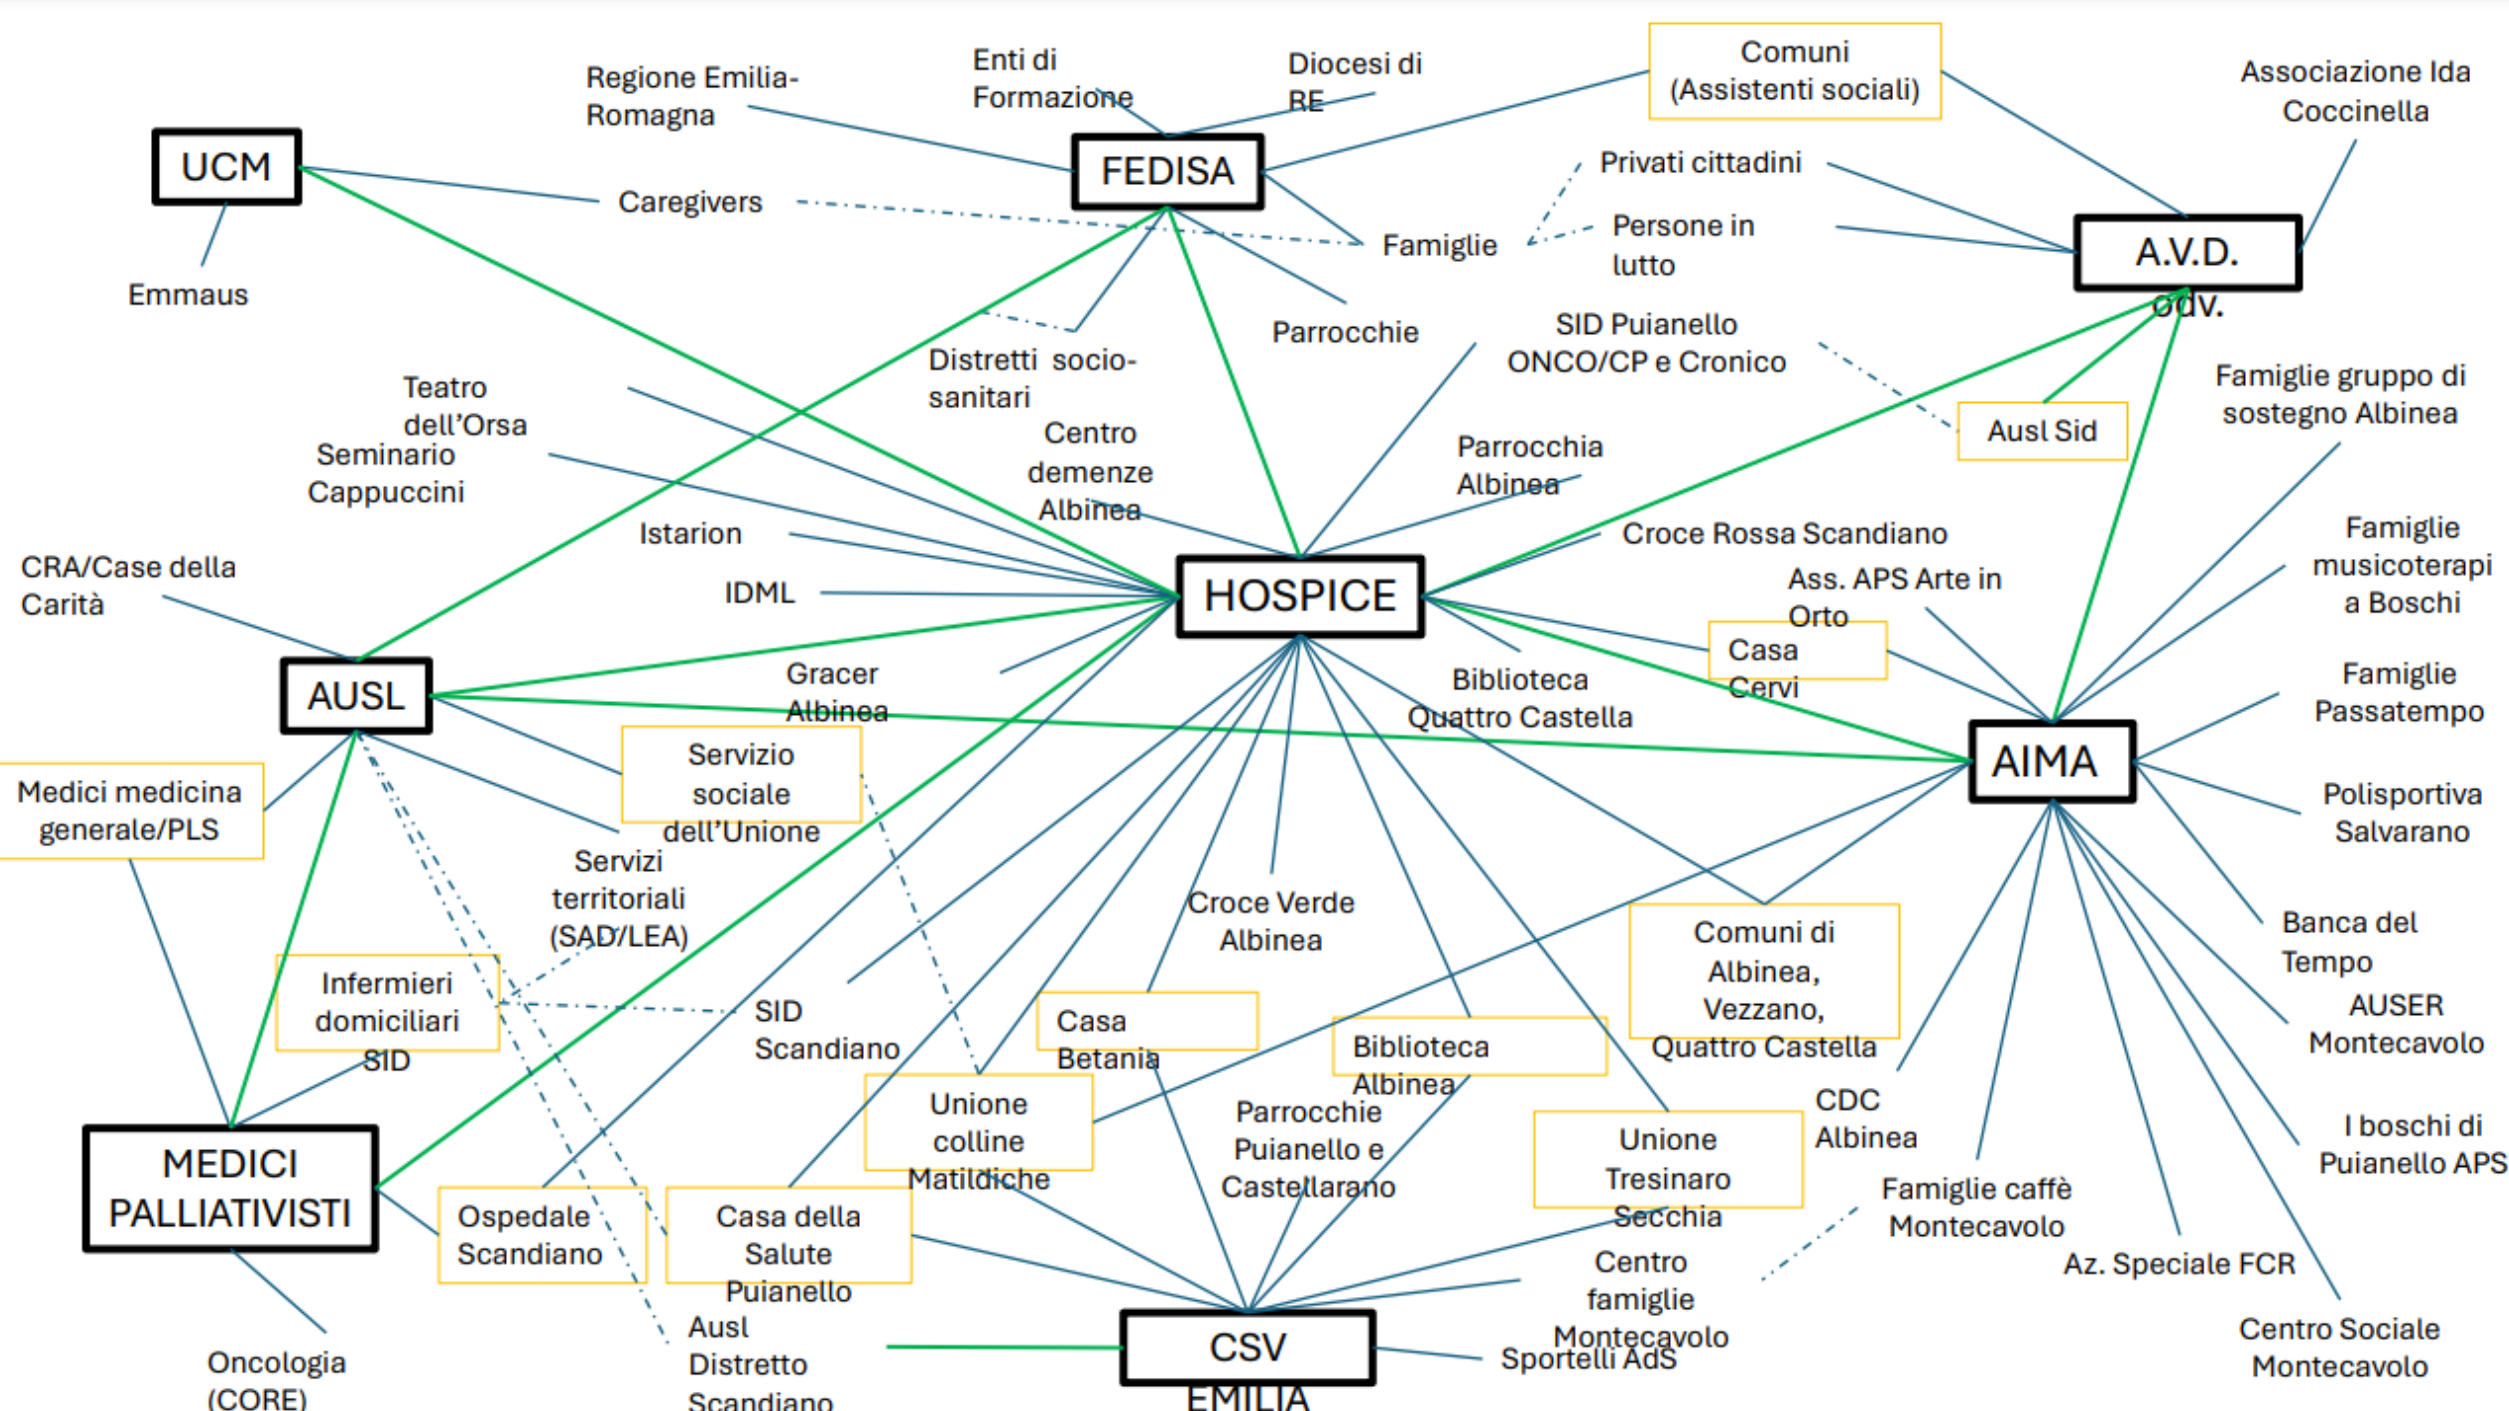 Regione Emilia-
Romagna
Enti di
Formazione
Diocesi di
RE
Comuni
(Assistenti sociali)
Associazione Ida
Coccinella
UCM
FEDISA
Privati cittadini
Caregivers
Famiglie
Persone in
lutto
A.V.D.
odv.
Emmaus
Parrocchie
SID Puianello
ONCO/CP e Cronico
Distretti socio-
sanitari
Teatro
dell’Orsa
Famiglie gruppo di
sostegno Albinea
Ausl Sid
Seminario
Cappuccini
Centro
demenze
Albinea
Parrocchia
Albinea
Istarion
Croce Rossa Scandiano
Famiglie
musicoterapi
a Boschi
CRA/Case della
Carità
IDML
HOSPICE
Ass. APS Arte in
Orto
Casa
Cervi
AUSL
Gracer
Albinea
Biblioteca
Quattro Castella
Famiglie
Passatempo
AIMA
Servizio
sociale
dell’Unione
Medici medicina
generale/PLS
Polisportiva
Salvarano
Servizi
territoriali
(SAD/LEA)
Croce Verde
Albinea
Comuni di
Albinea,
Vezzano,
Quattro Castella
Banca del
Tempo
Infermieri
domiciliari
SID
SID
Scandiano
Casa
Betania
Biblioteca
Albinea
AUSER
Montecavolo
Unione
colline
Matildiche
Parrocchie
Puianello e
Castellarano
Unione
Tresinaro
Secchia
CDC
Albinea
I boschi di
Puianello APS
MEDICI
PALLIATIVISTI
Ospedale
Scandiano
Casa della
Salute
Puianello
Famiglie caffè
Montecavolo
Az. Speciale FCR
Centro
famiglie
Montecavolo
Oncologia
(CORE)
Ausl
Distretto
Scandiano
CSV
EMILIA
Sportelli AdS
Centro Sociale
Montecavolo